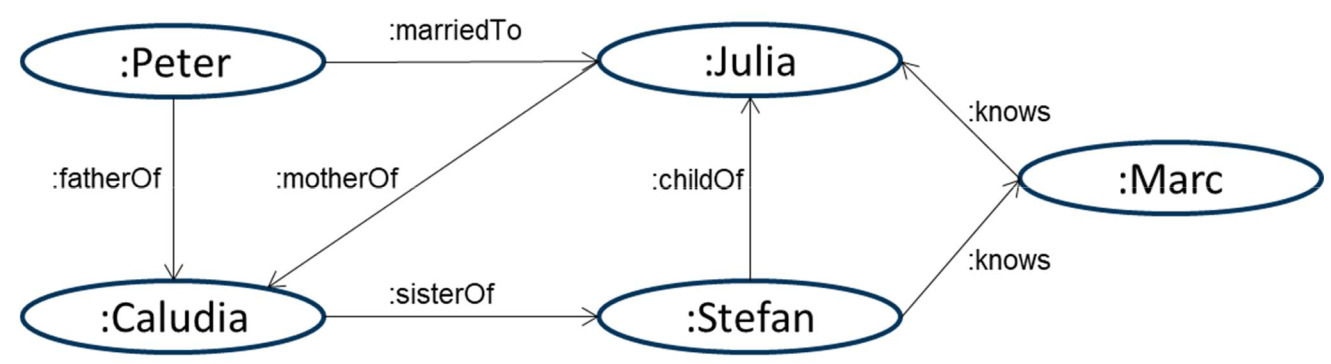 :marriedTo
:Peter
:Julia
:knows
:fatherOf
:motherOf
:childOf
:Marc
:knows
:sisterOf
:Caludia
:Stefan